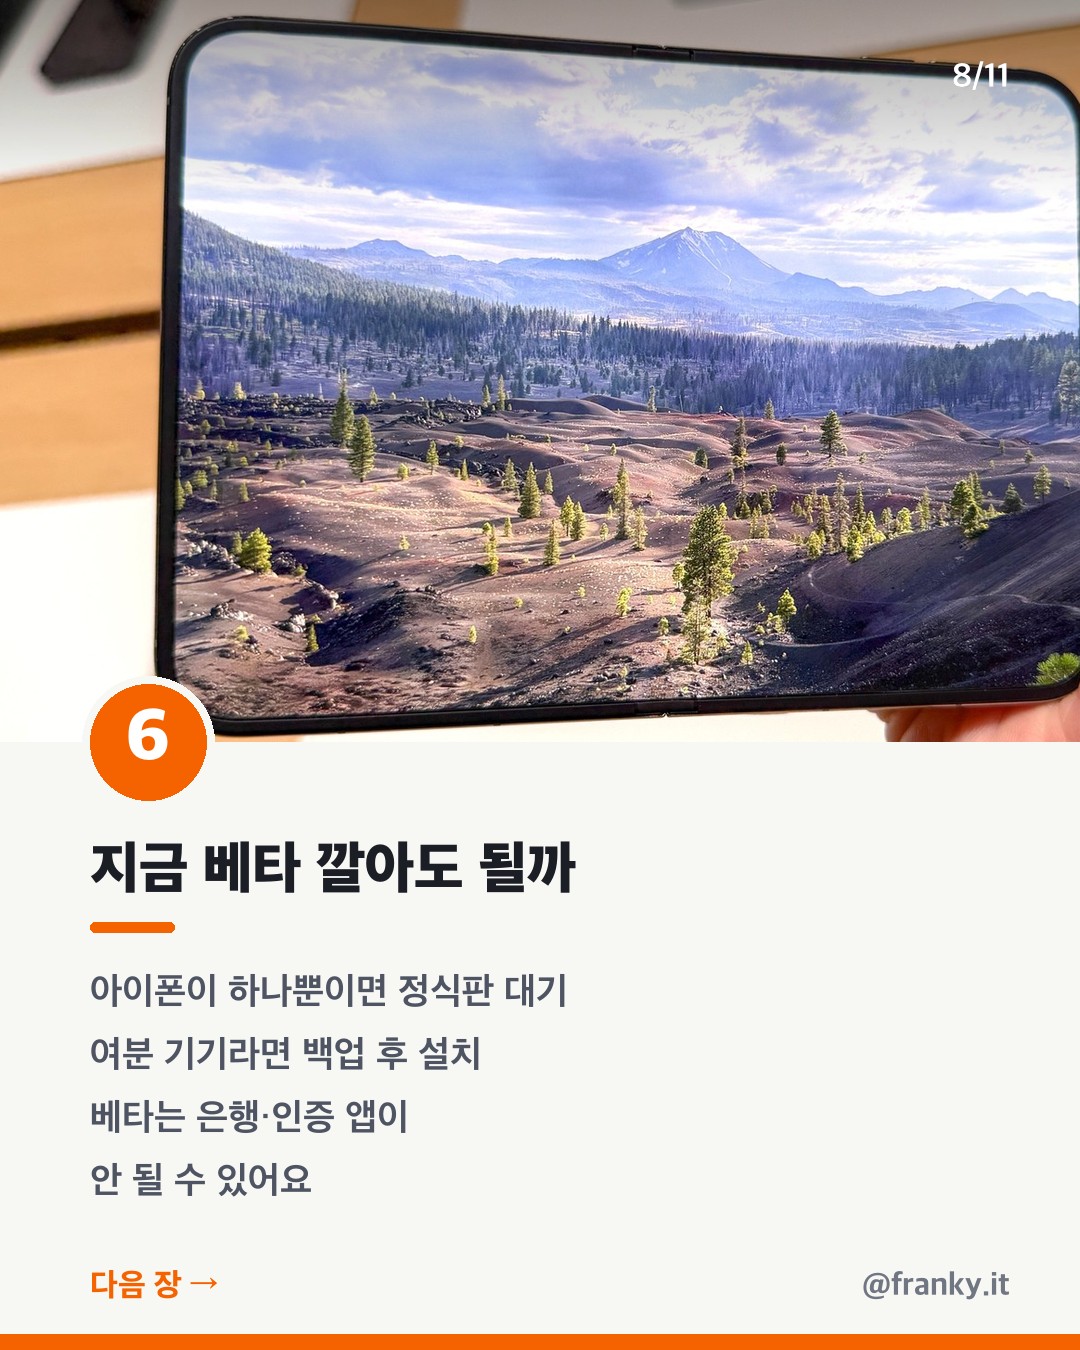 8/11
6
지금 베타 깔아도 될까
아이폰이 하나뿐이면 정식판 대기
여분 기기라면 백업 후 설치
베타는 은행·인증 앱이
안 될 수 있어요
다음 장 →
@franky.it